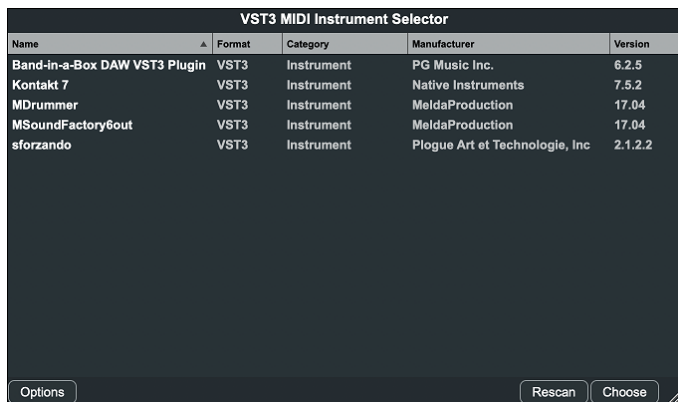 VST3 MIDI Instrument Selector
Name Format Category Manufacturer Version
Band-in-a-Box DAW VST3 Plugin VST3 Instrument PG Music Inc. 6.2.5
Kontakt 7 VST3 Instrument Native Instruments 7.5.2
MDrummer VST3 Instrument MeldaProduction 17.04
MSoundFactory6out VST3 Instrument MeldaProduction 17.04
sforzando VST3 Instrument Plogue Art et Technologie, Inc 2.1.2.2
Options Rescan Choose